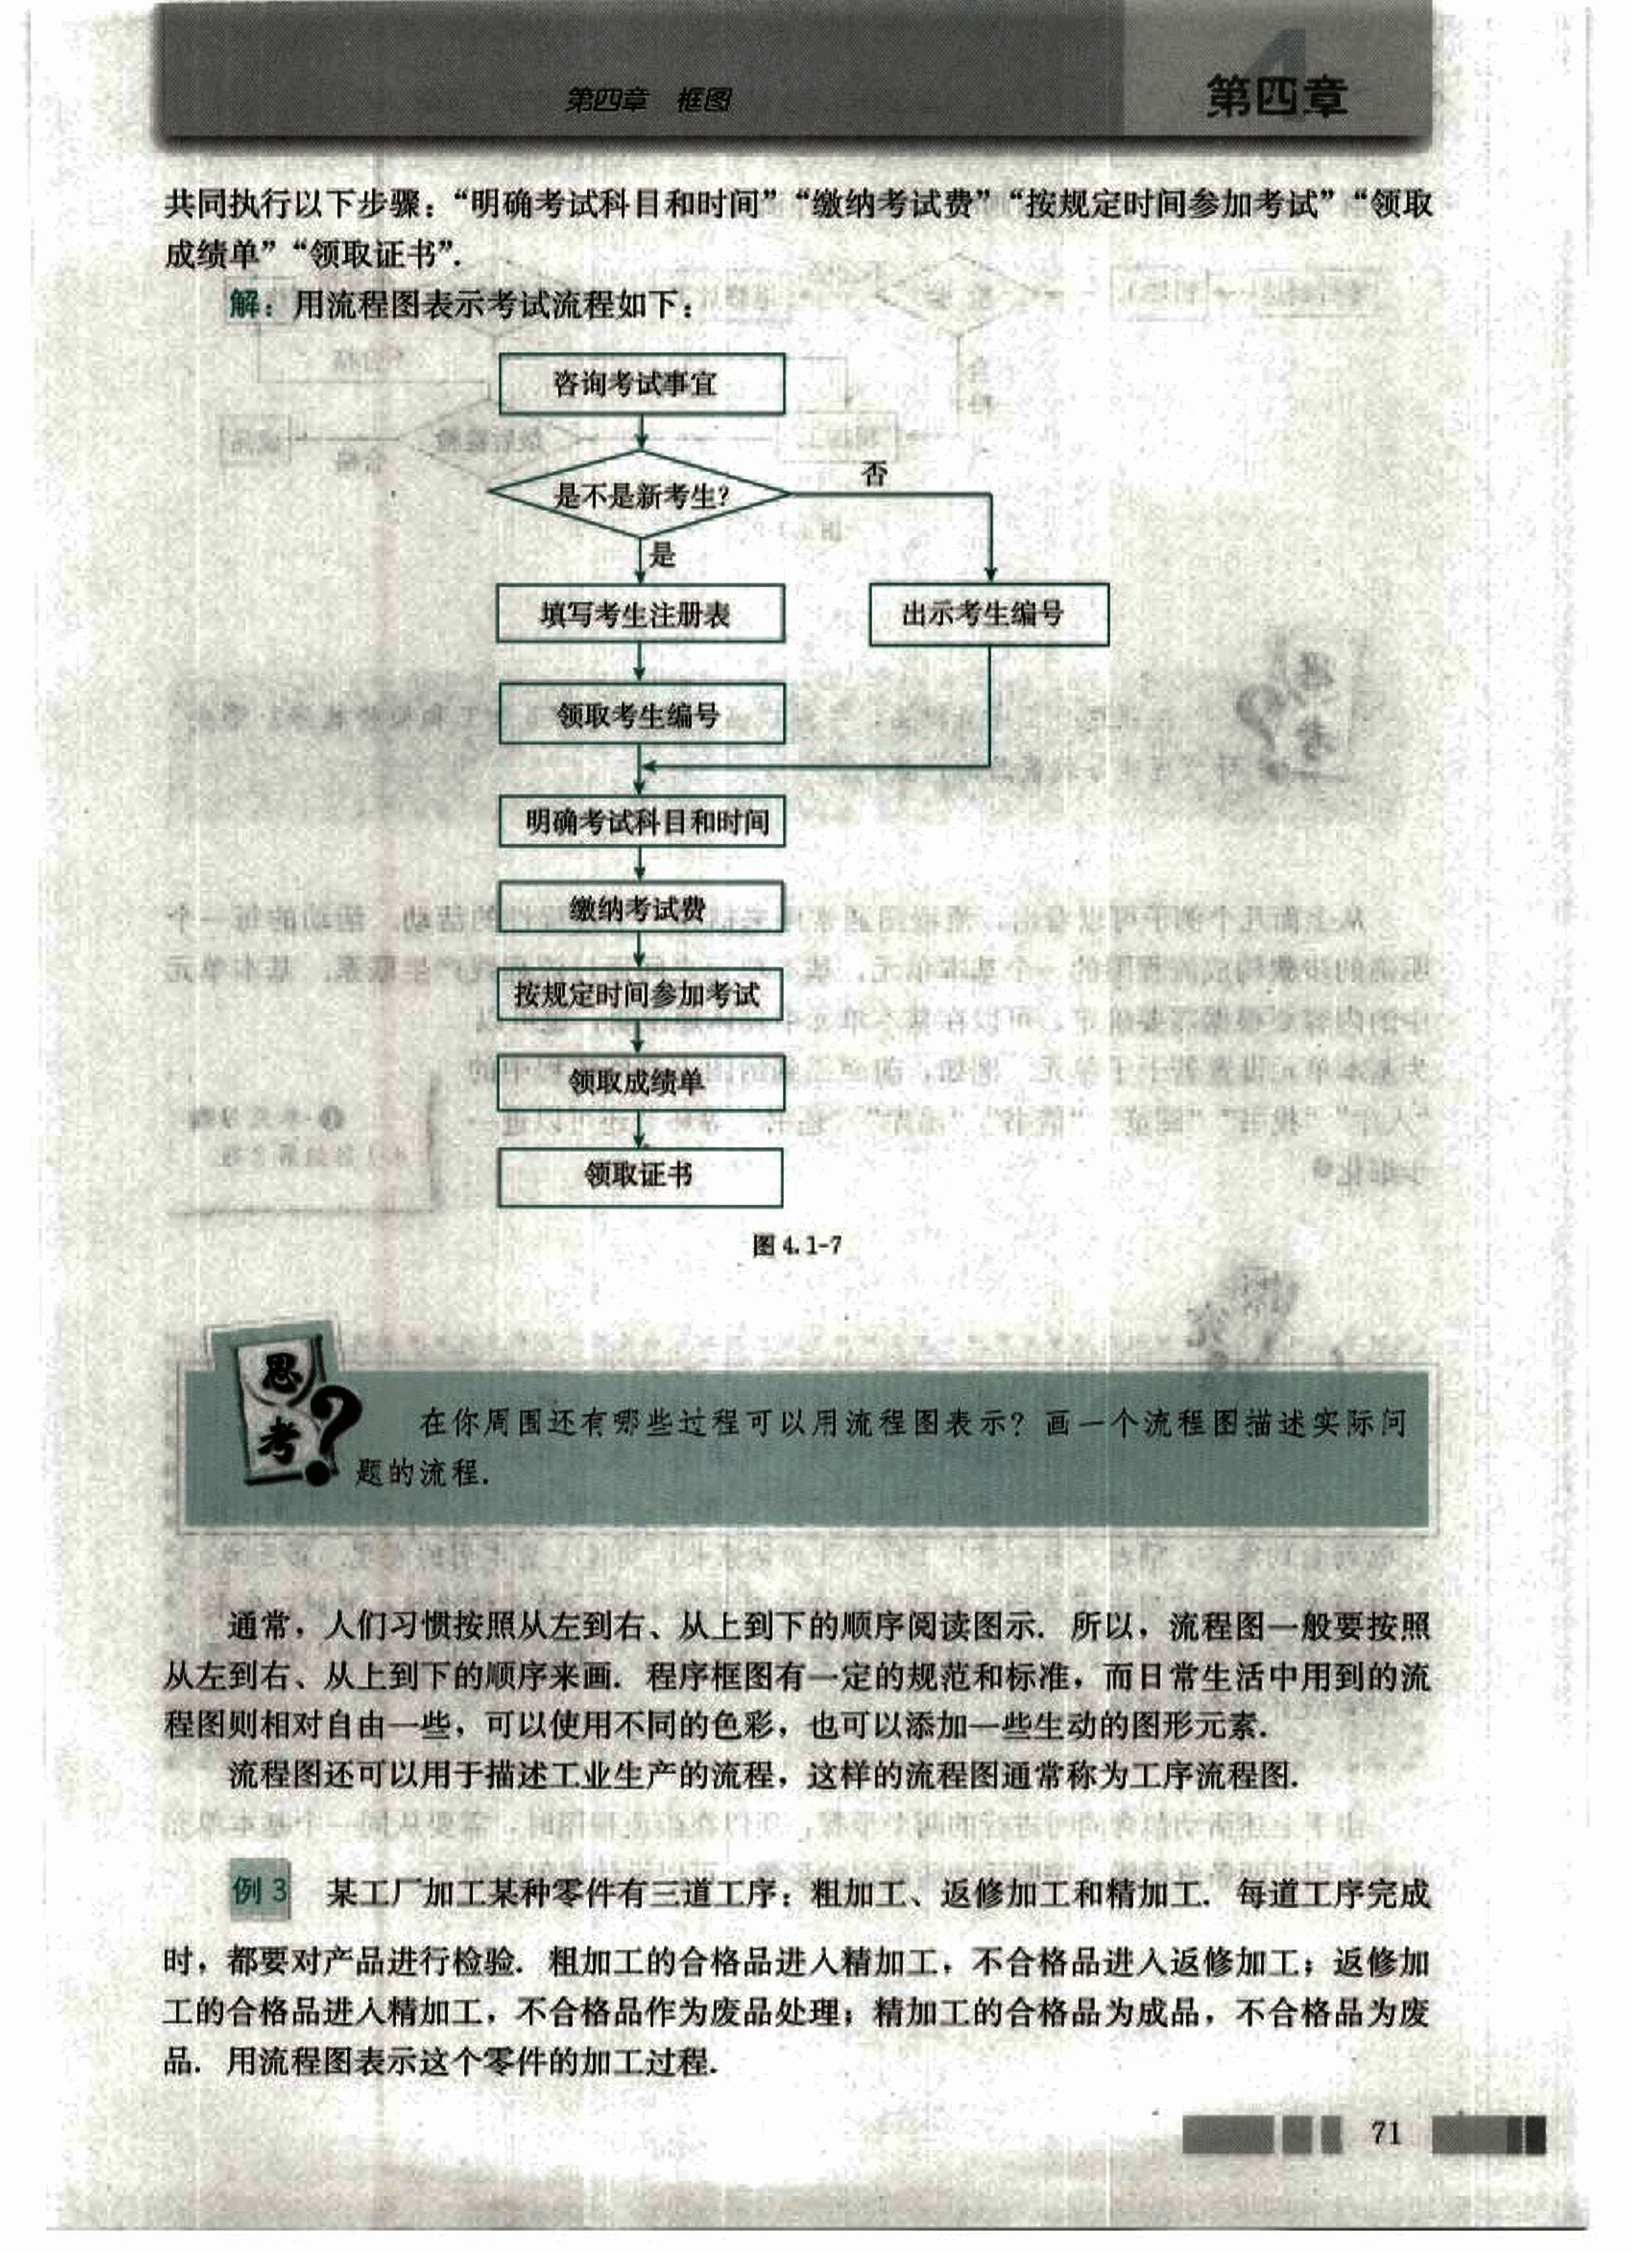 第四章 框图
第四章
共同执行以下步骤：“明确考试科目和时间”“缴纳考试费”“按规定时间参加考试”“领取
成绩单”“领取证书”.
解：用流程图表示考试流程如下：
咨询考试事宜
是不是新考生？
否
是
填写考生注册表
出示考生编号
领取考生编号
明确考试科目和时间
缴纳考试费
按规定时间参加考试
领取成绩单
领取证书
图 4.1-7
思考？
在你周围还有哪些过程可以用流程图表示？画一个流程图描述实际问
题的流程.
通常，人们习惯按照从左到右、从上到下的顺序阅读图示. 所以，流程图一般要按照
从左到右、从上到下的顺序来画. 程序框图有一定的规范和标准，而日常生活中用到的流
程图则相对自由一些，可以使用不同的色彩，也可以添加一些生动的图形元素.
流程图还可以用于描述工业生产的流程，这样的流程图通常称为工序流程图.
例 3 某工厂加工某种零件有三道工序：粗加工、返修加工和精加工. 每道工序完成
时，都要对产品进行检验. 粗加工的合格品进入精加工，不合格品进入返修加工；返修加
工的合格品进入精加工，不合格品作为废品处理；精加工的合格品为成品，不合格品为废
品. 用流程图表示这个零件的加工过程.
71